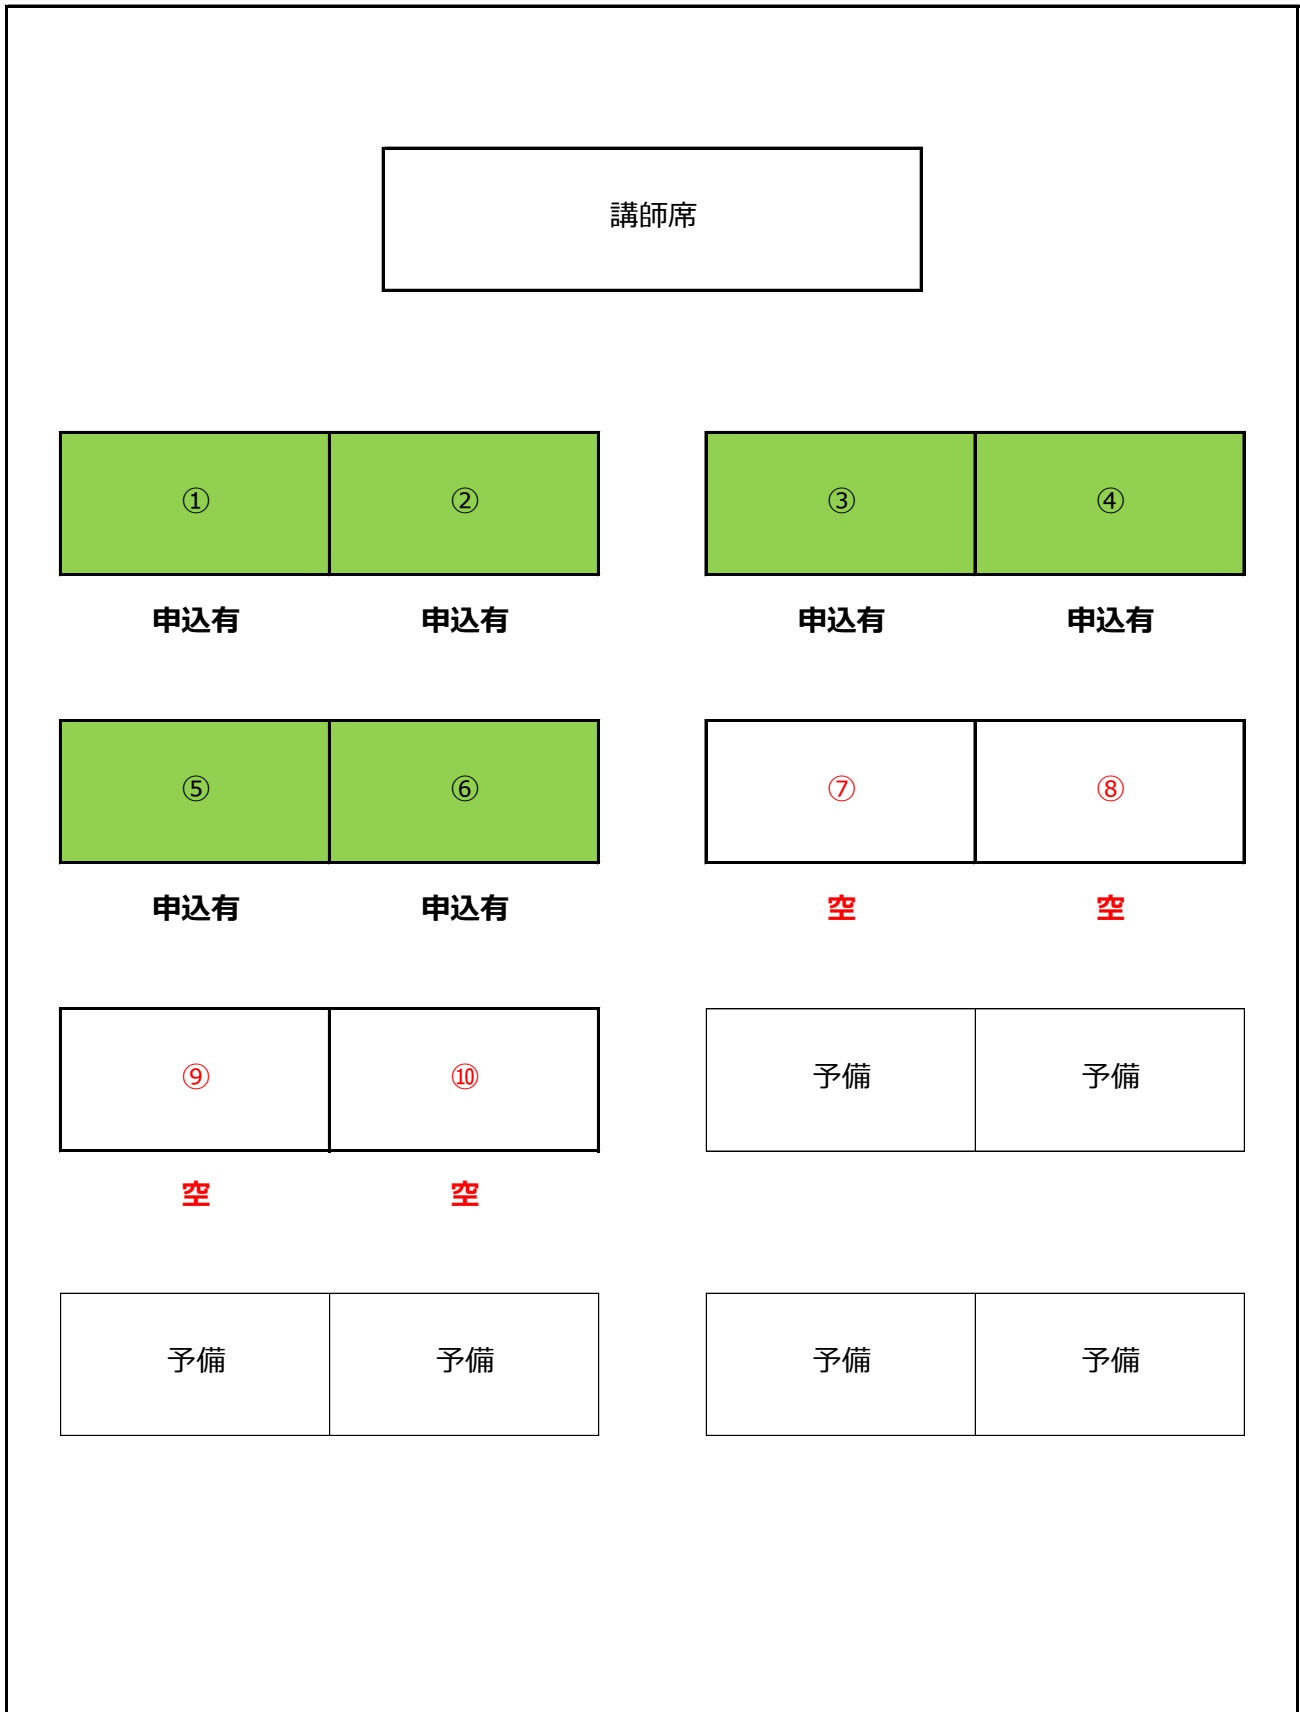 講師席
① ② ③ ④
申込有 申込有 申込有 申込有
⑤ ⑥ ⑦ ⑧
申込有 申込有 空 空
⑨ ⑩ 予備 予備
空 空
予備 予備 予備 予備